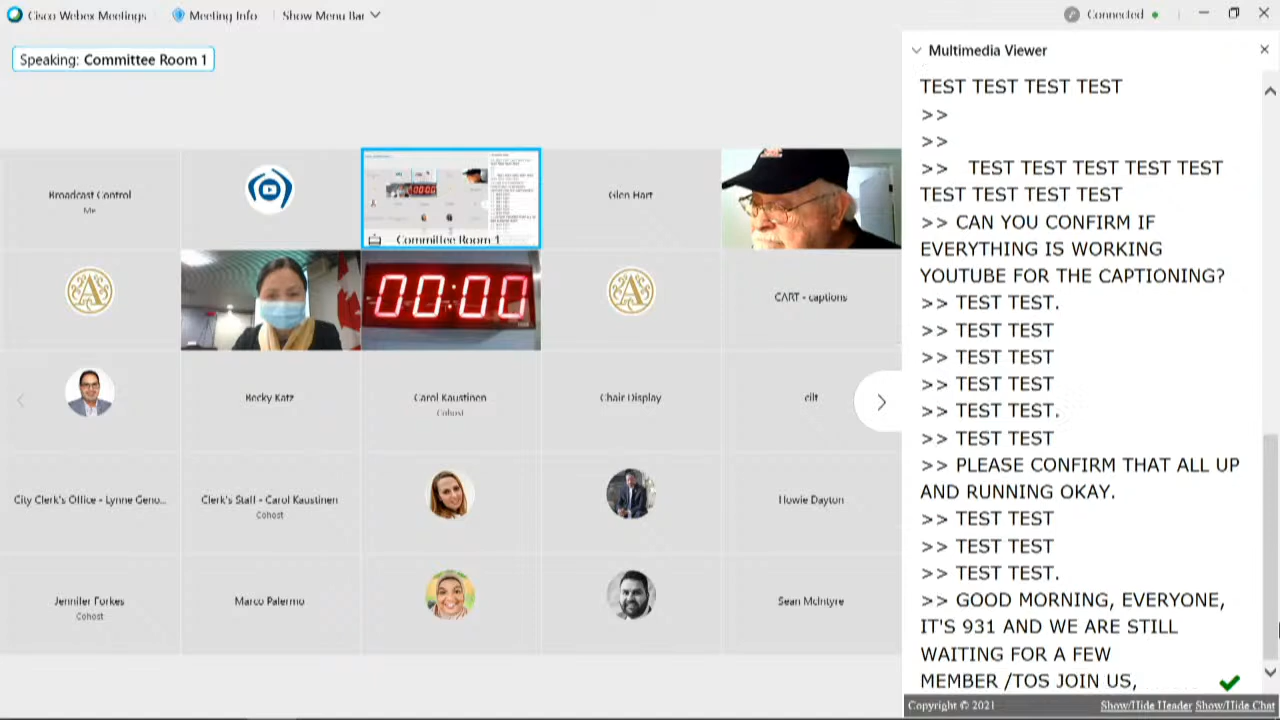 Cisco Webex Meetings
Meeting Info
Show Menu Bar
Connected
Speaking: Committee Room 1
Multimedia Viewer
TEST TEST TEST TEST
>>
>>
>> TEST TEST TEST TEST TEST
TEST TEST TEST TEST
>> CAN YOU CONFIRM IF
EVERYTHING IS WORKING
YOUTUBE FOR THE CAPTIONING?
>> TEST TEST.
>> TEST TEST
>> TEST TEST
>> TEST TEST
>> TEST TEST.
>> TEST TEST
>> PLEASE CONFIRM THAT ALL UP
AND RUNNING OKAY.
>> TEST TEST
>> TEST TEST
>> TEST TEST.
>> GOOD MORNING, EVERYONE,
IT'S 931 AND WE ARE STILL
WAITING FOR A FEW
MEMBER /TOS JOIN US,
Copyright © 2021
Show/Hide Header Show/Hide Chat
Broadcast Control
Me
Committee Room 1
Glen Hart
A
00:00
A
CART - captions
Becky Katz
Carol Kaustinen
Cohost
Chair Display
City Clerk's Office - Lynne Geno...
Clerk's Staff - Carol Kaustinen
Cohost
Howie Dayton
Jennifer Forkes
Cohost
Marco Palermo
Sean McIntyre